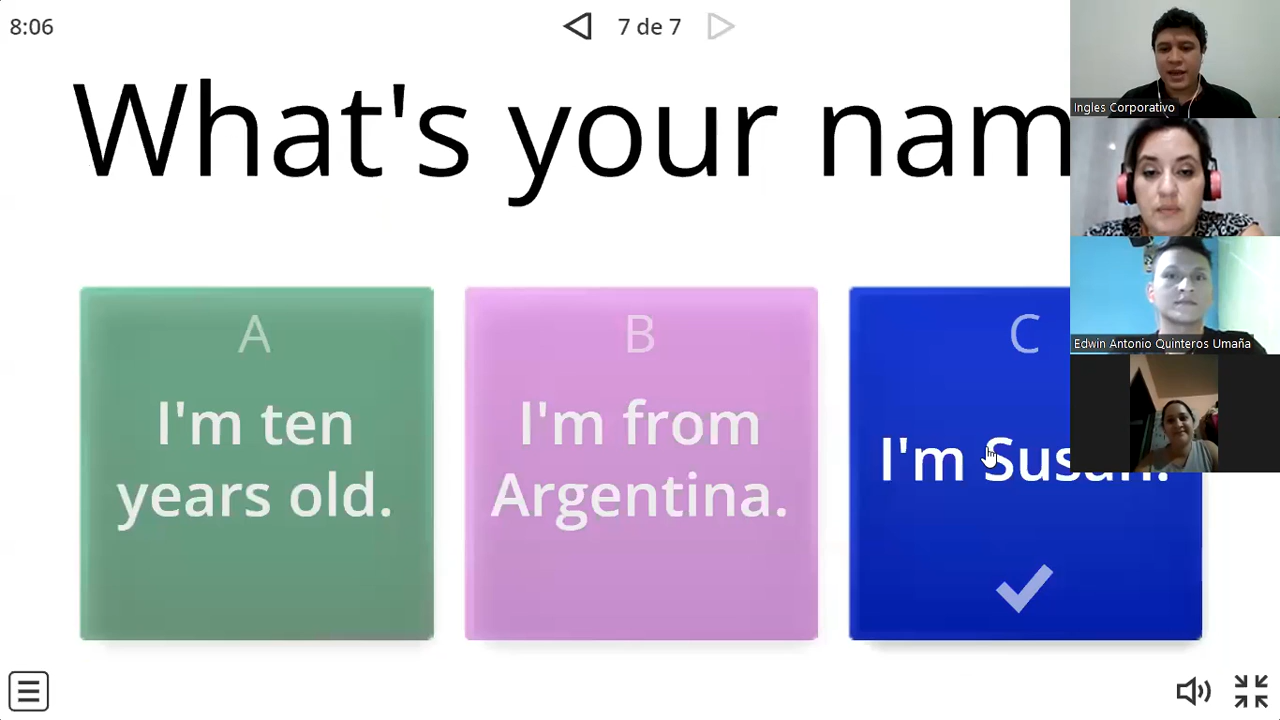 8:06
7 de 7
What's your nam
Ingles Corporativo
Edwin Antonio Quinteros Umaña
A
I'm ten
years old.
B
I'm from
Argentina.
C
I'm Susan.